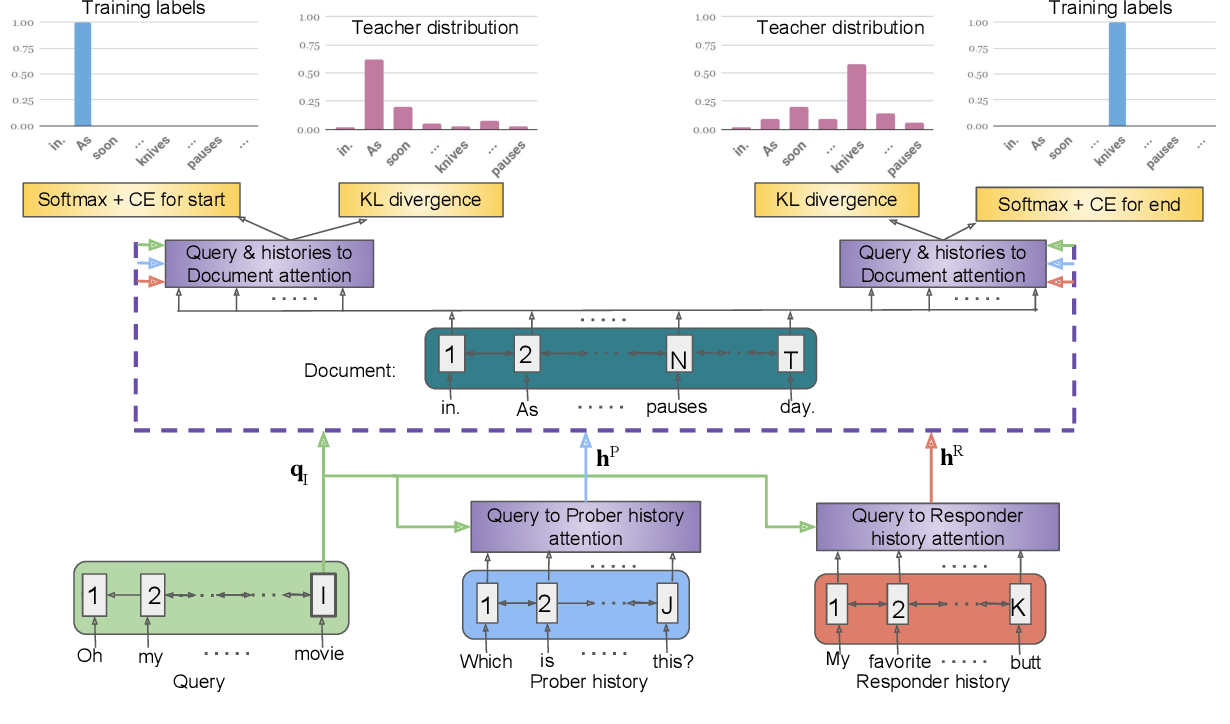 Training labels
1.00
0.75
0.50
0.25
0.00
in.
As
soon
...
knives
...
pauses
...
Teacher distribution
1.00
0.75
0.50
0.25
0.00
in.
As
soon
...
knives
...
pauses
Teacher distribution
1.00
0.75
0.50
0.25
0.00
in.
As
soon
...
knives
...
pauses
Training labels
1.00
0.75
0.50
0.25
0.00
in.
As
soon
...
knives
...
pauses
...
Softmax + CE for start
KL divergence
KL divergence
Softmax + CE for end
Query & histories to
Document attention
Query & histories to
Document attention
.....
.....
.....
Document:
1 2 ... N ... T
in. As ..... pauses day.
q_I
h^P
h^R
Query to Prober history
attention
Query to Responder
history attention
.....
.....
1 2 ... ... I
Oh my ..... movie
Query
1 2 ... J
Which is ..... this?
Prober history
1 2 ... K
My favorite ..... butt
Responder history